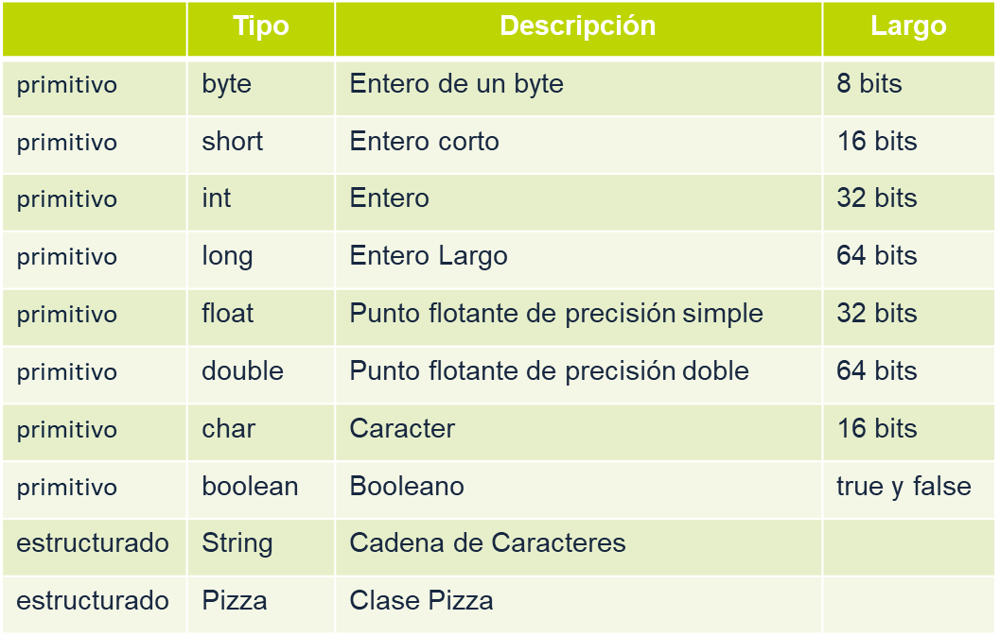 Tipo Descripción Largo
primitivo byte Entero de un byte 8 bits
primitivo short Entero corto 16 bits
primitivo int Entero 32 bits
primitivo long Entero Largo 64 bits
primitivo float Punto flotante de precisión simple 32 bits
primitivo double Punto flotante de precisión doble 64 bits
primitivo char Caracter 16 bits
primitivo boolean Booleano true y false
estructurado String Cadena de Caracteres
estructurado Pizza Clase Pizza